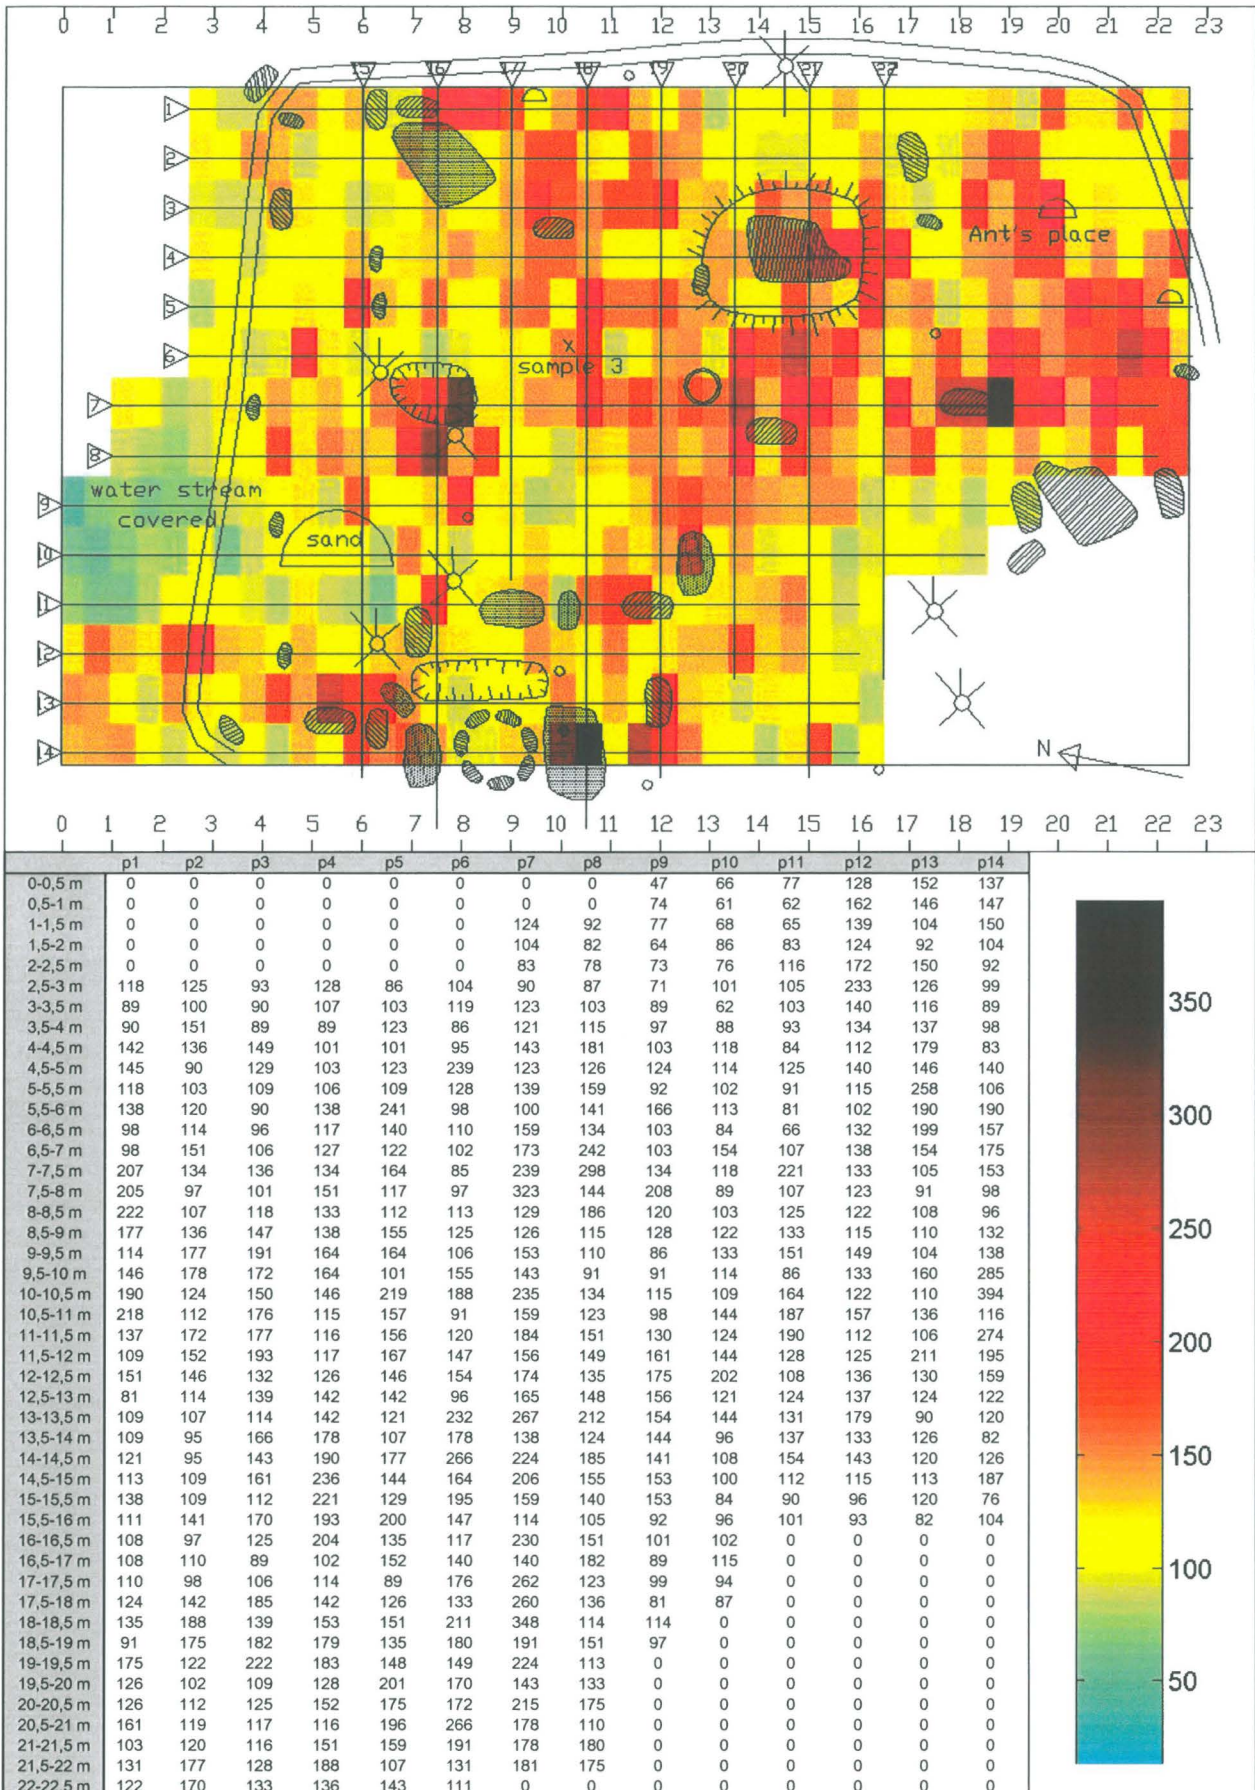 0 1 2 3 4 5 6 7 8 9 10 11 12 13 14 15 16 17 18 19 20 21 22 23
15 16 17 18 19 20 21 22
1
2
3
Ant's place
4
5
6
sample 3
7
8
water stream
9
covered
sand
10
11
12
13
14
N
0 1 2 3 4 5 6 7 8 9 10 11 12 13 14 15 16 17 18 19 20 21 22 23
p1 p2 p3 p4 p5 p6 p7 p8 p9 p10 p11 p12 p13 p14
0-0,5 m 0 0 0 0 0 0 0 0 47 66 77 128 152 137
0,5-1 m 0 0 0 0 0 0 0 0 74 61 62 162 146 147
1-1,5 m 0 0 0 0 0 0 124 92 77 68 65 139 104 150
1,5-2 m 0 0 0 0 0 0 104 82 64 86 83 124 92 104
2-2,5 m 0 0 0 0 0 0 83 78 73 76 116 172 150 92
2,5-3 m 118 125 93 128 86 104 90 87 71 101 105 233 126 99
3-3,5 m 89 100 90 107 103 119 123 103 89 62 103 140 116 89
3,5-4 m 90 151 89 89 123 86 121 115 97 88 93 134 137 98
4-4,5 m 142 136 149 101 101 95 143 181 103 118 84 112 179 83
4,5-5 m 145 90 129 103 123 239 123 126 124 114 125 140 146 140
5-5,5 m 118 103 109 106 109 128 139 159 92 102 91 115 258 106
5,5-6 m 138 120 90 138 241 98 100 141 166 113 81 102 190 190
6-6,5 m 98 114 96 117 140 110 159 134 103 84 66 132 199 157
6,5-7 m 98 151 106 127 122 102 173 242 103 154 107 138 154 175
7-7,5 m 207 134 136 134 164 85 239 298 134 118 221 133 105 153
7,5-8 m 205 97 101 151 117 97 323 144 208 89 107 123 91 98
8-8,5 m 222 107 118 133 112 113 129 186 120 103 125 122 108 96
8,5-9 m 177 136 147 138 155 125 126 115 128 122 133 115 110 132
9-9,5 m 114 177 191 164 164 106 153 110 86 133 151 149 104 138
9,5-10 m 146 178 172 164 101 155 143 91 91 114 86 133 160 285
10-10,5 m 190 124 150 146 219 188 235 134 115 109 164 122 110 394
10,5-11 m 218 112 176 115 157 91 159 123 98 144 187 157 136 116
11-11,5 m 137 172 177 116 156 120 184 151 130 124 190 112 106 274
11,5-12 m 109 152 193 117 167 147 156 149 161 144 128 125 211 195
12-12,5 m 151 146 132 126 146 154 174 135 175 202 108 136 130 159
12,5-13 m 81 114 139 142 142 96 165 148 156 121 124 137 124 122
13-13,5 m 109 107 114 142 121 232 267 212 154 144 131 179 90 120
13,5-14 m 109 95 166 178 107 178 138 124 144 96 137 133 126 82
14-14,5 m 121 95 143 190 177 266 224 185 141 108 154 143 120 126
14,5-15 m 113 109 161 236 144 164 206 155 153 100 112 115 113 187
15-15,5 m 138 109 112 221 129 195 159 140 153 84 90 96 120 76
15,5-16 m 111 141 170 193 200 147 114 105 92 96 101 93 82 104
16-16,5 m 108 97 125 204 135 117 230 151 101 102 0 0 0 0
16,5-17 m 108 110 89 102 152 140 140 182 89 115 0 0 0 0
17-17,5 m 110 98 106 114 89 176 262 123 99 94 0 0 0 0
17,5-18 m 124 142 185 142 126 133 260 136 81 87 0 0 0 0
18-18,5 m 135 188 139 153 151 211 348 114 114 0 0 0 0 0
18,5-19 m 91 175 182 179 135 180 191 151 97 0 0 0 0 0
19-19,5 m 175 122 222 183 148 149 224 113 0 0 0 0 0 0
19,5-20 m 126 102 109 128 201 170 143 133 0 0 0 0 0 0
20-20,5 m 126 112 125 152 175 172 215 175 0 0 0 0 0 0
20,5-21 m 161 119 117 116 196 266 178 110 0 0 0 0 0 0
21-21,5 m 103 120 116 151 159 191 178 180 0 0 0 0 0 0
21,5-22 m 131 177 128 188 107 131 181 175 0 0 0 0 0 0
22-22,5 m 122 170 133 136 143 111 0 0 0 0 0 0 0 0
350
300
250
200
150
100
50